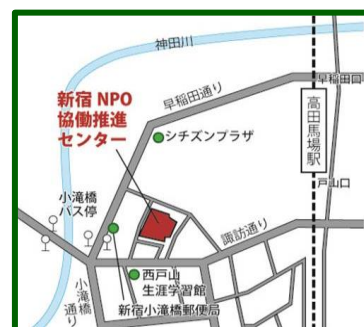 神田川
早稲田通り
早稲田口
新宿 NPO
協働推進
センター
シチズンプラザ
高田馬場駅
戸山口
小滝橋
バス停
諏訪通り
西戸山
生涯学習館
新宿小滝橋郵便局
小滝橋
通り